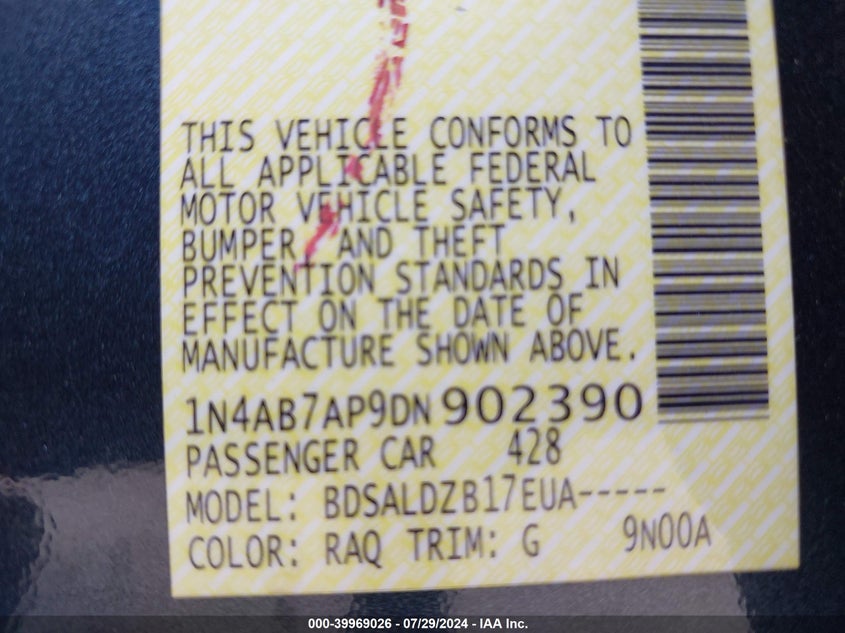 THIS VEHICLE CONFORMS TO
ALL APPLICABLE FEDERAL
MOTOR VEHICLE SAFETY,
BUMPER, AND THEFT
PREVENTION STANDARDS IN
EFFECT ON THE DATE OF
MANUFACTURE SHOWN ABOVE.
1N4AB7AP9DN902390
PASSENGER CAR 428
MODEL: BDSALDZB17EUA-----
COLOR: RAQ TRIM: G 9N00A
000-39969026 - 07/29/2024 - IAA Inc.